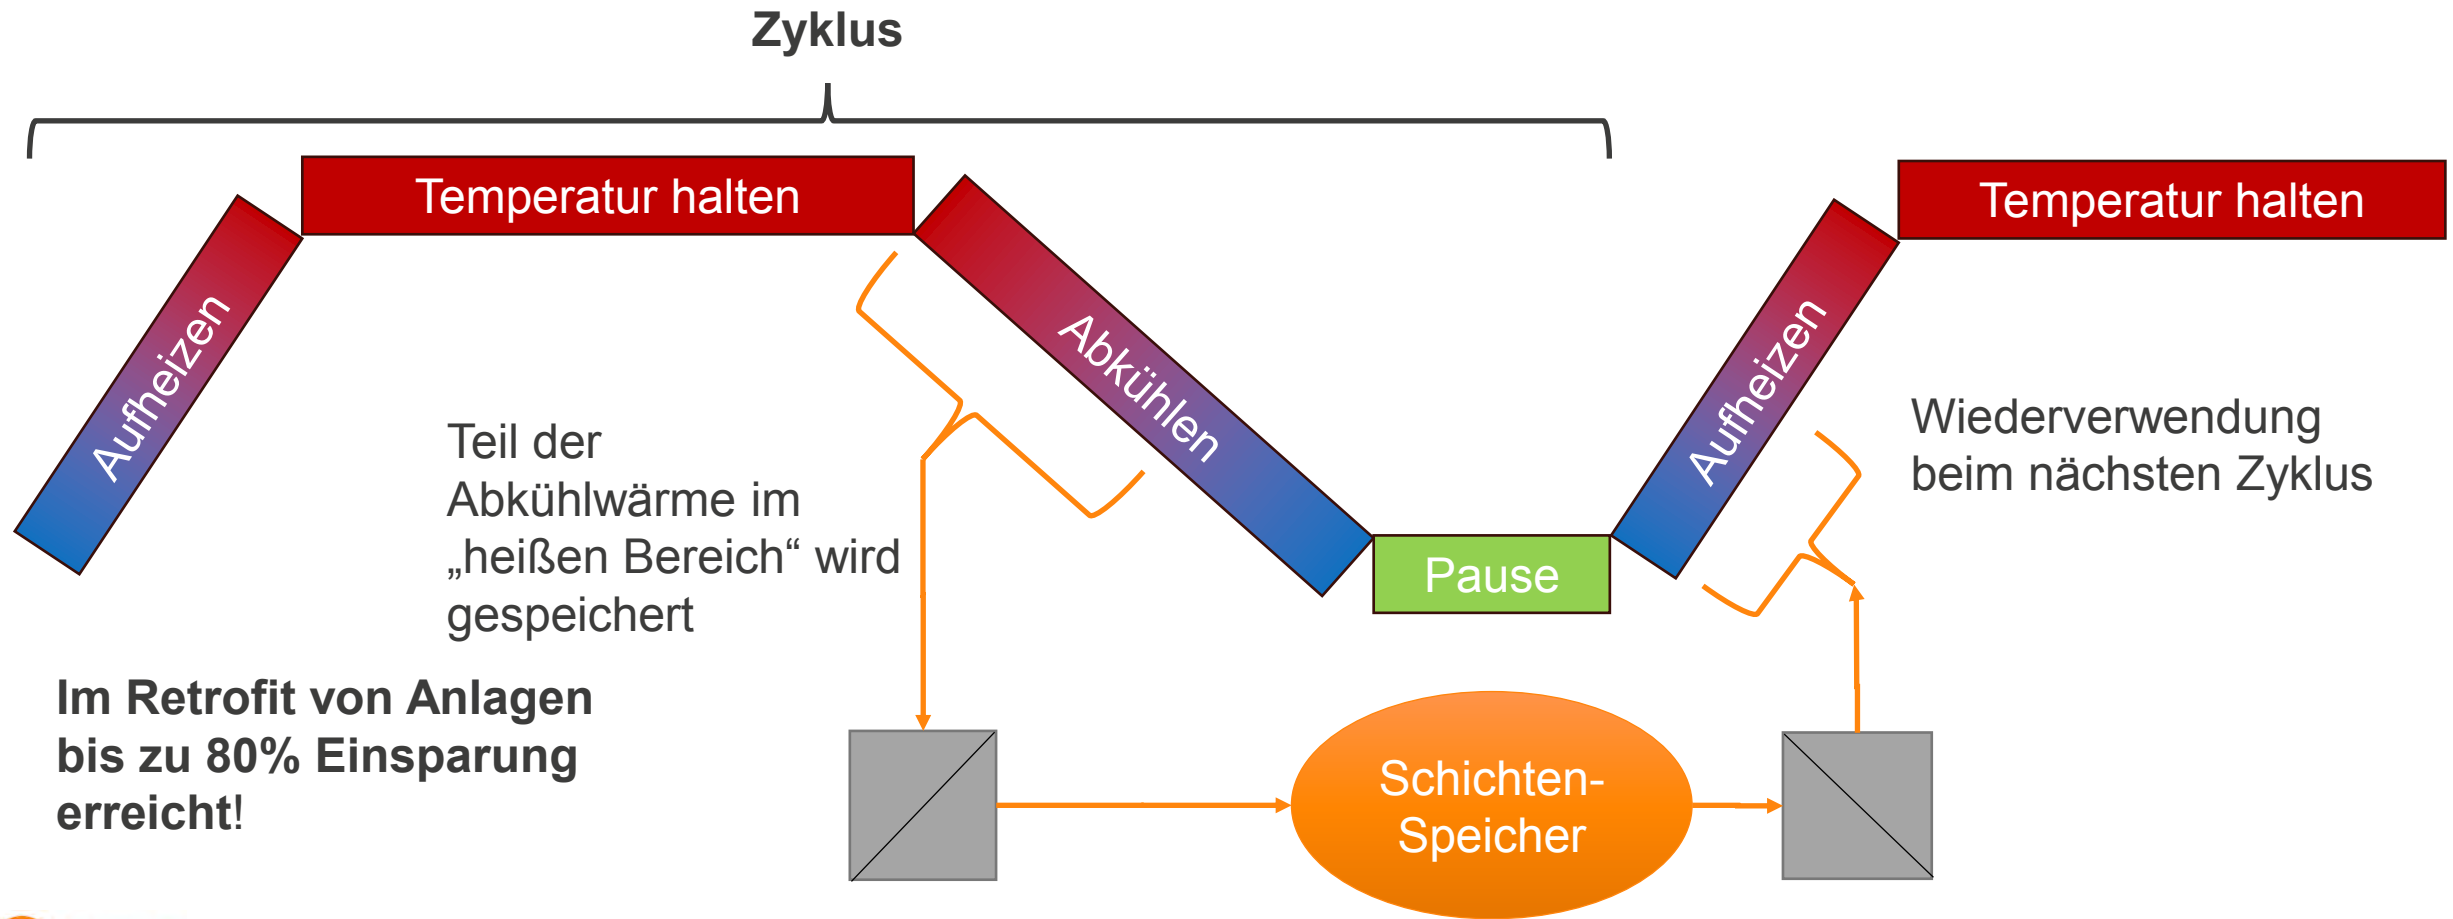 Zyklus
Temperatur halten
Temperatur halten
Aufheizen
Abkühlen
Aufheizen
Teil der
Abkühlwärme im
„heißen Bereich“ wird
gespeichert
Wiederverwendung
beim nächsten Zyklus
Pause
Im Retrofit von Anlagen
bis zu 80% Einsparung
erreicht!
Schichten-
Speicher